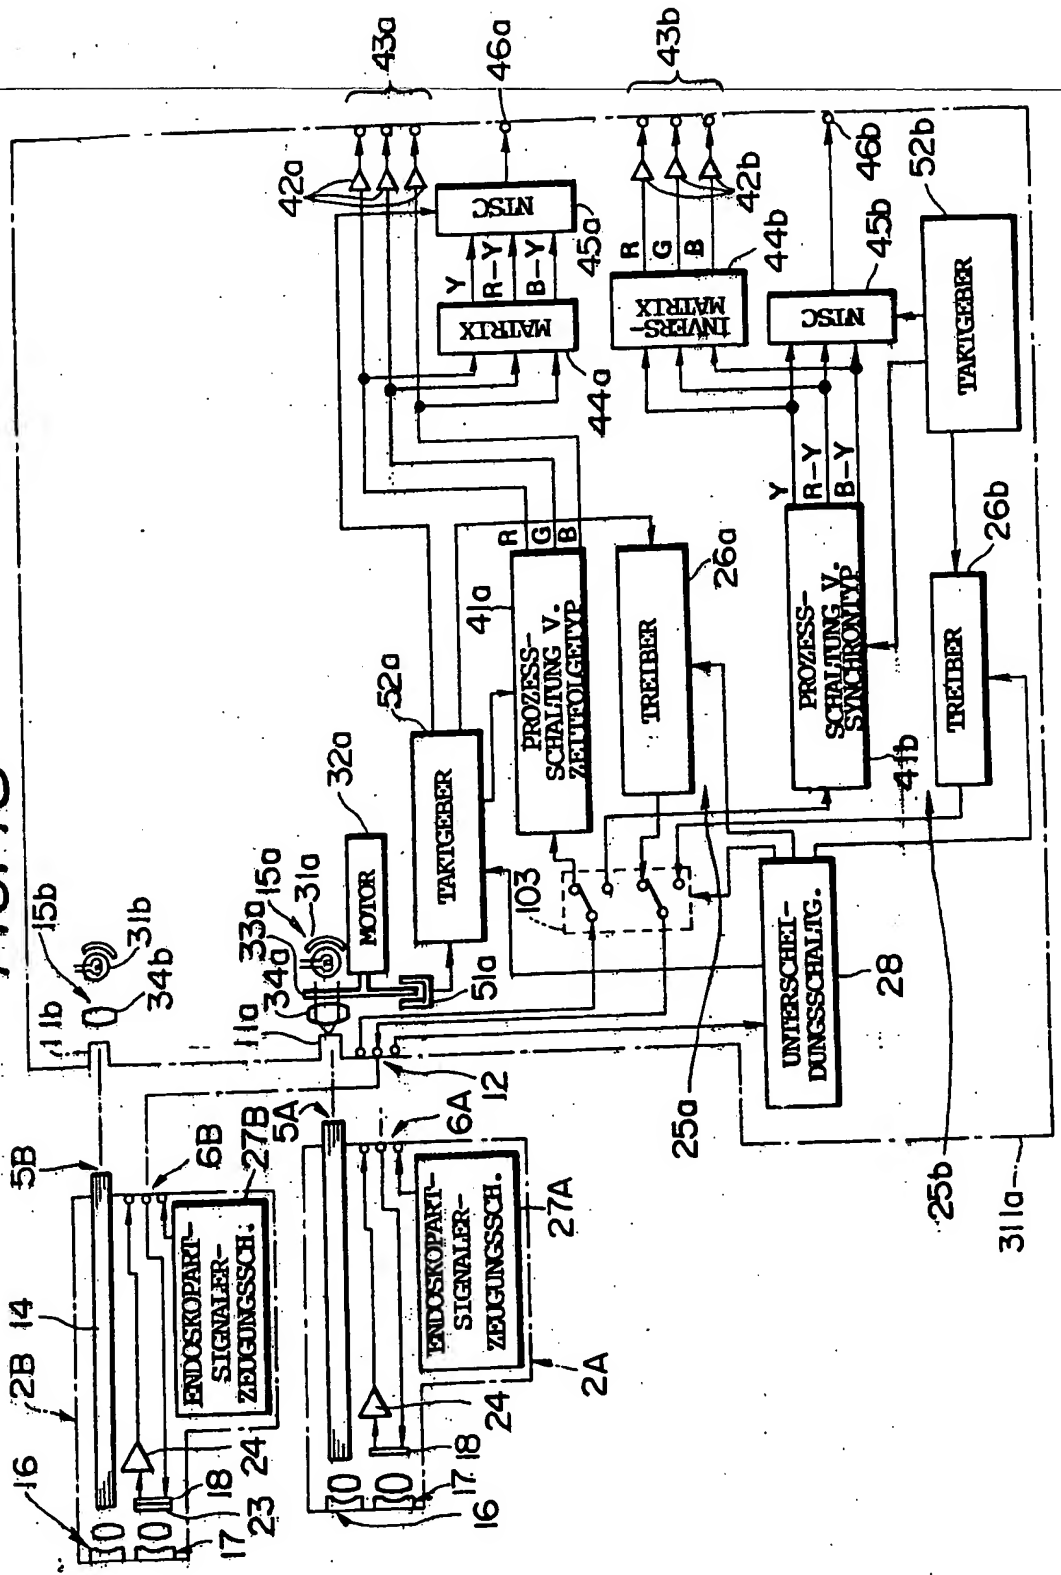 15b
11b
31b
34b
5B
2B
14
16
6B
27B
ENDOSKOPART-
SIGNALER-
ZEUGUNGSSCH.
24
18
23
17
33a
15a
34a
31a
11a
32a
MOTOR
51a
12
5A
6A
ENDOSKOPART-
SIGNALER-
ZEUGUNGSSCH.
27A
2A
24
18
17
16
52a
TAKTGEBER
41a
PROZESS-
SCHALTUNG V.
ZEITFOLGETYP
R
G
B
42a
43a
46a
NTSC
45a
Y
R-Y
B-Y
MATRIX
44a
103
TREIBER
26a
25a
43b
42b
R
G
B
INVERS-
MATRIX
44b
46b
NTSC
45b
Y
R-Y
B-Y
PROZESS-
SCHALTUNG V.
SYNCHRONTYP
41b
52b
TAKTGEBER
26b
TREIBER
25b
UNTERSCHEI-
DUNGSSCHALTG.
28
311a